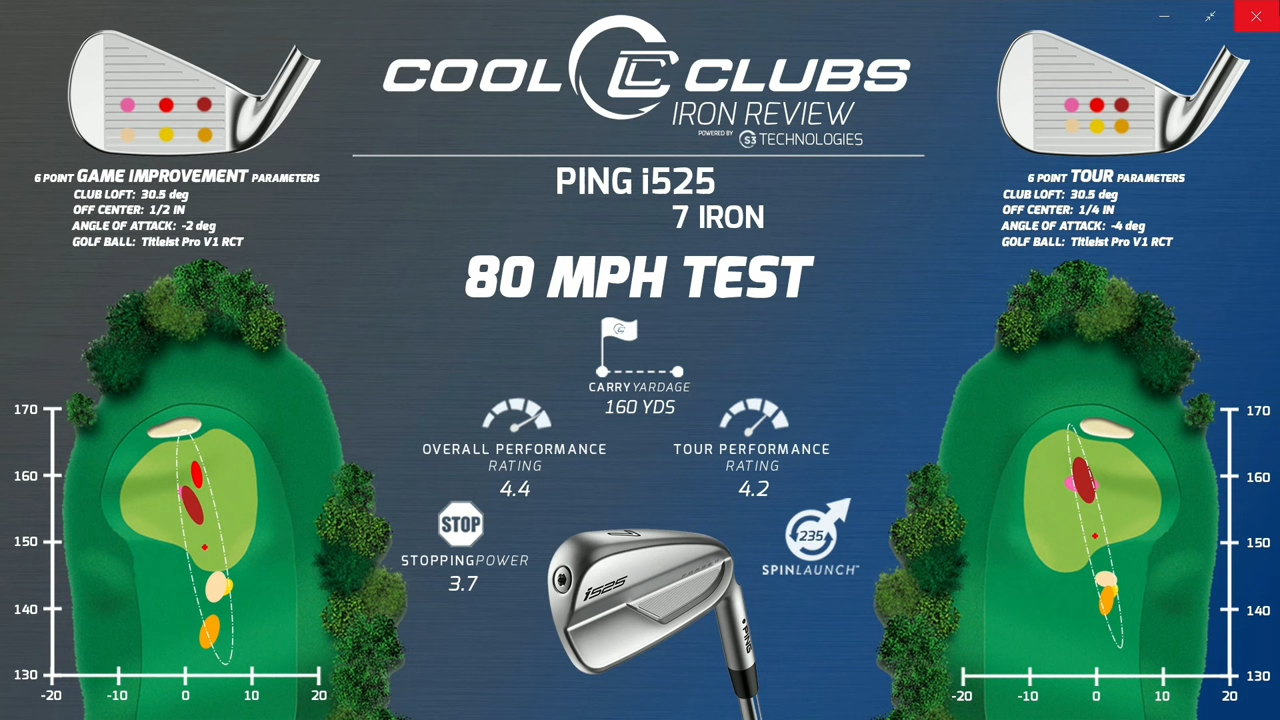 COOL CC CLUBS
IRON REVIEW
POWERED BY S3 TECHNOLOGIES
6 POINT GAME IMPROVEMENT PARAMETERS
CLUB LOFT: 30.5 deg
OFF CENTER: 1/2 IN
ANGLE OF ATTACK: -2 deg
GOLF BALL: Titleist Pro V1 RCT
PING i525
7 IRON
80 MPH TEST
6 POINT TOUR PARAMETERS
CLUB LOFT: 30.5 deg
OFF CENTER: 1/4 IN
ANGLE OF ATTACK: -4 deg
GOLF BALL: Titleist Pro V1 RCT
CARRY YARDAGE
160 YDS
OVERALL PERFORMANCE
RATING
4.4
TOUR PERFORMANCE
RATING
4.2
STOP
STOPPINGPOWER
3.7
235
SPINLAUNCH™
7
i525
PING
170
160
150
140
130
-20 -10 0 10 20
170
160
150
140
130
-20 -10 0 10 20